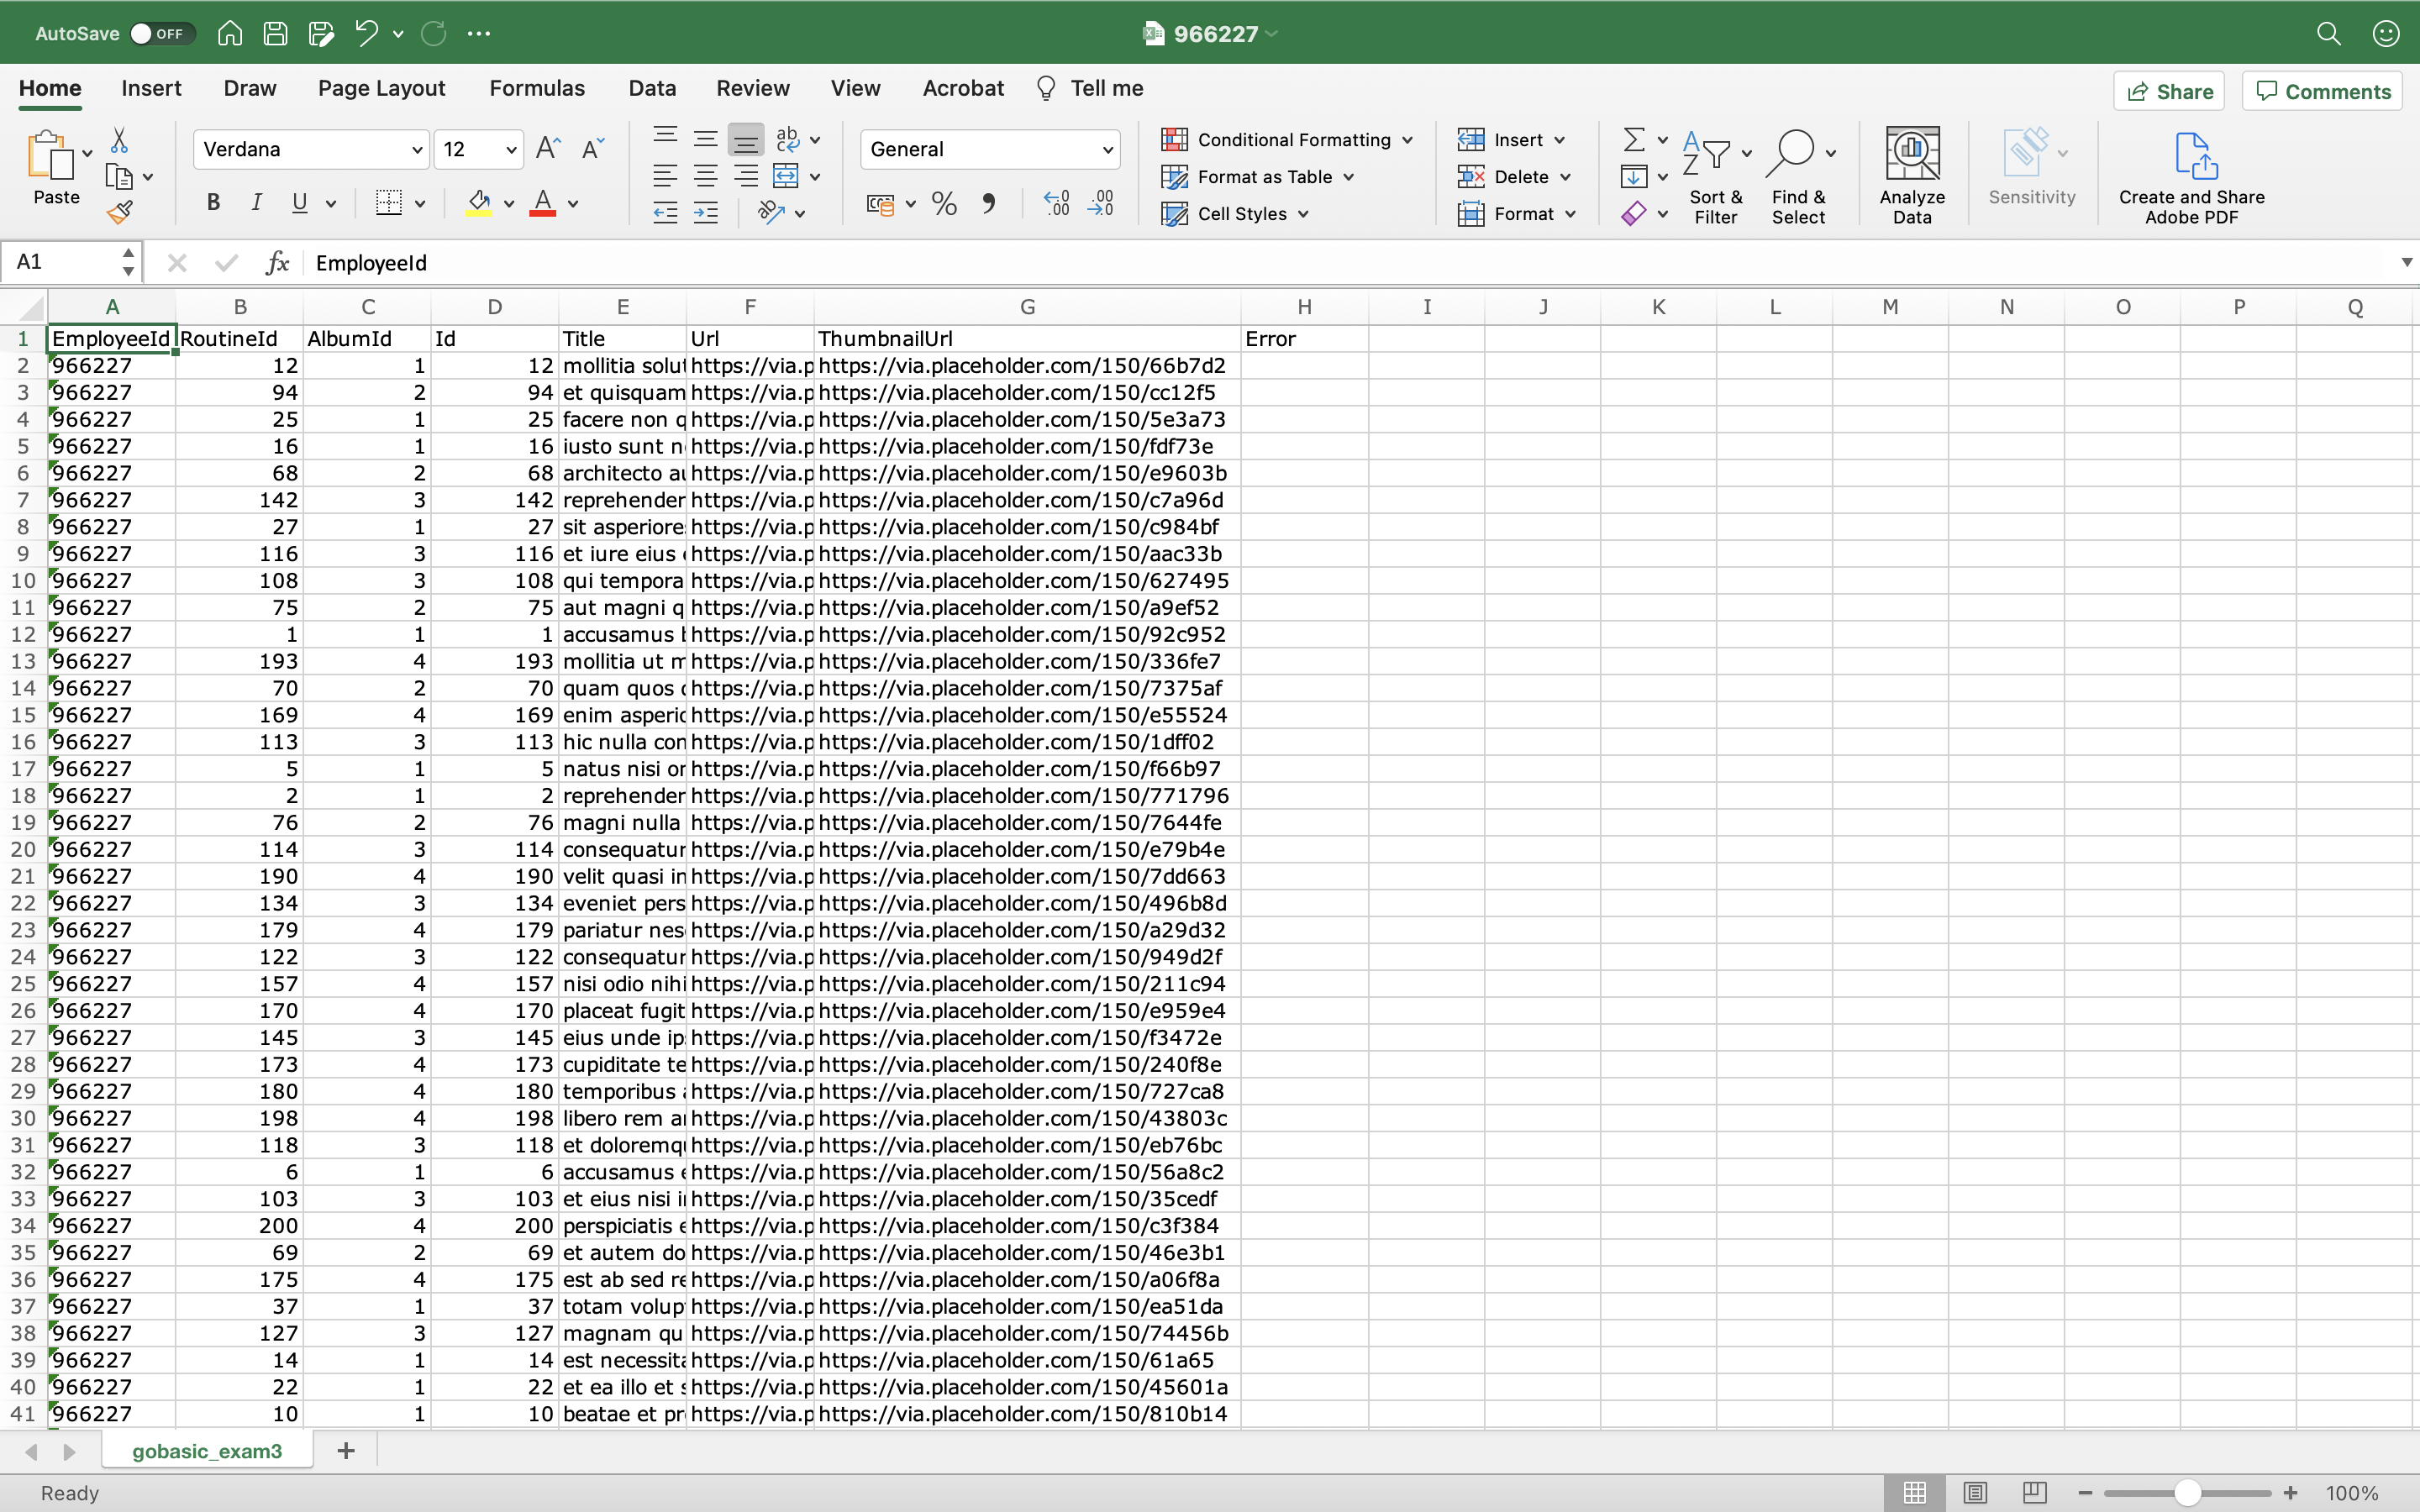 AutoSave OFF 966227
Home Insert Draw Page Layout Formulas Data Review View Acrobat Tell me Share Comments
Paste Verdana 12 General Conditional Formatting Format as Table Cell Styles Insert Delete Format Sort & Filter Find & Select Analyze Data Sensitivity Create and Share Adobe PDF
A1 fx EmployeeId
A B C D E F G H I J K L M N O P Q
1 EmployeeId RoutineId AlbumId Id Title Url ThumbnailUrl Error
2 966227 12 1 12 mollitia solut https://via.p https://via.placeholder.com/150/66b7d2
3 966227 94 2 94 et quisquam https://via.p https://via.placeholder.com/150/cc12f5
4 966227 25 1 25 facere non q https://via.p https://via.placeholder.com/150/5e3a73
5 966227 16 1 16 iusto sunt n https://via.p https://via.placeholder.com/150/fdf73e
6 966227 68 2 68 architecto au https://via.p https://via.placeholder.com/150/e9603b
7 966227 142 3 142 reprehender https://via.p https://via.placeholder.com/150/c7a96d
8 966227 27 1 27 sit asperiore https://via.p https://via.placeholder.com/150/c984bf
9 966227 116 3 116 et iure eius https://via.p https://via.placeholder.com/150/aac33b
10 966227 108 3 108 qui tempora https://via.p https://via.placeholder.com/150/627495
11 966227 75 2 75 aut magni q https://via.p https://via.placeholder.com/150/a9ef52
12 966227 1 1 1 accusamus https://via.p https://via.placeholder.com/150/92c952
13 966227 193 4 193 mollitia ut m https://via.p https://via.placeholder.com/150/336fe7
14 966227 70 2 70 quam quos https://via.p https://via.placeholder.com/150/7375af
15 966227 169 4 169 enim asperic https://via.p https://via.placeholder.com/150/e55524
16 966227 113 3 113 hic nulla con https://via.p https://via.placeholder.com/150/1dff02
17 966227 5 1 5 natus nisi or https://via.p https://via.placeholder.com/150/f66b97
18 966227 2 1 2 reprehender https://via.p https://via.placeholder.com/150/771796
19 966227 76 2 76 magni nulla https://via.p https://via.placeholder.com/150/7644fe
20 966227 114 3 114 consequatur https://via.p https://via.placeholder.com/150/e79b4e
21 966227 190 4 190 velit quasi in https://via.p https://via.placeholder.com/150/7dd663
22 966227 134 3 134 eveniet pers https://via.p https://via.placeholder.com/150/496b8d
23 966227 179 4 179 pariatur nes https://via.p https://via.placeholder.com/150/a29d32
24 966227 122 3 122 consequatur https://via.p https://via.placeholder.com/150/949d2f
25 966227 157 4 157 nisi odio nihi https://via.p https://via.placeholder.com/150/211c94
26 966227 170 4 170 placeat fugit https://via.p https://via.placeholder.com/150/e959e4
27 966227 145 3 145 eius unde ip https://via.p https://via.placeholder.com/150/f3472e
28 966227 173 4 173 cupiditate te https://via.p https://via.placeholder.com/150/240f8e
29 966227 180 4 180 temporibus https://via.p https://via.placeholder.com/150/727ca8
30 966227 198 4 198 libero rem a https://via.p https://via.placeholder.com/150/43803c
31 966227 118 3 118 et doloremq https://via.p https://via.placeholder.com/150/eb76bc
32 966227 6 1 6 accusamus https://via.p https://via.placeholder.com/150/56a8c2
33 966227 103 3 103 et eius nisi i https://via.p https://via.placeholder.com/150/35cedf
34 966227 200 4 200 perspiciatis https://via.p https://via.placeholder.com/150/c3f384
35 966227 69 2 69 et autem do https://via.p https://via.placeholder.com/150/46e3b1
36 966227 175 4 175 est ab sed re https://via.p https://via.placeholder.com/150/a06f8a
37 966227 37 1 37 totam volup https://via.p https://via.placeholder.com/150/ea51da
38 966227 127 3 127 magnam qu https://via.p https://via.placeholder.com/150/74456b
39 966227 14 1 14 est necessita https://via.p https://via.placeholder.com/150/61a65
40 966227 22 1 22 et ea illo et s https://via.p https://via.placeholder.com/150/45601a
41 966227 10 1 10 beatae et pr https://via.p https://via.placeholder.com/150/810b14
gobasic_exam3
Ready 100%